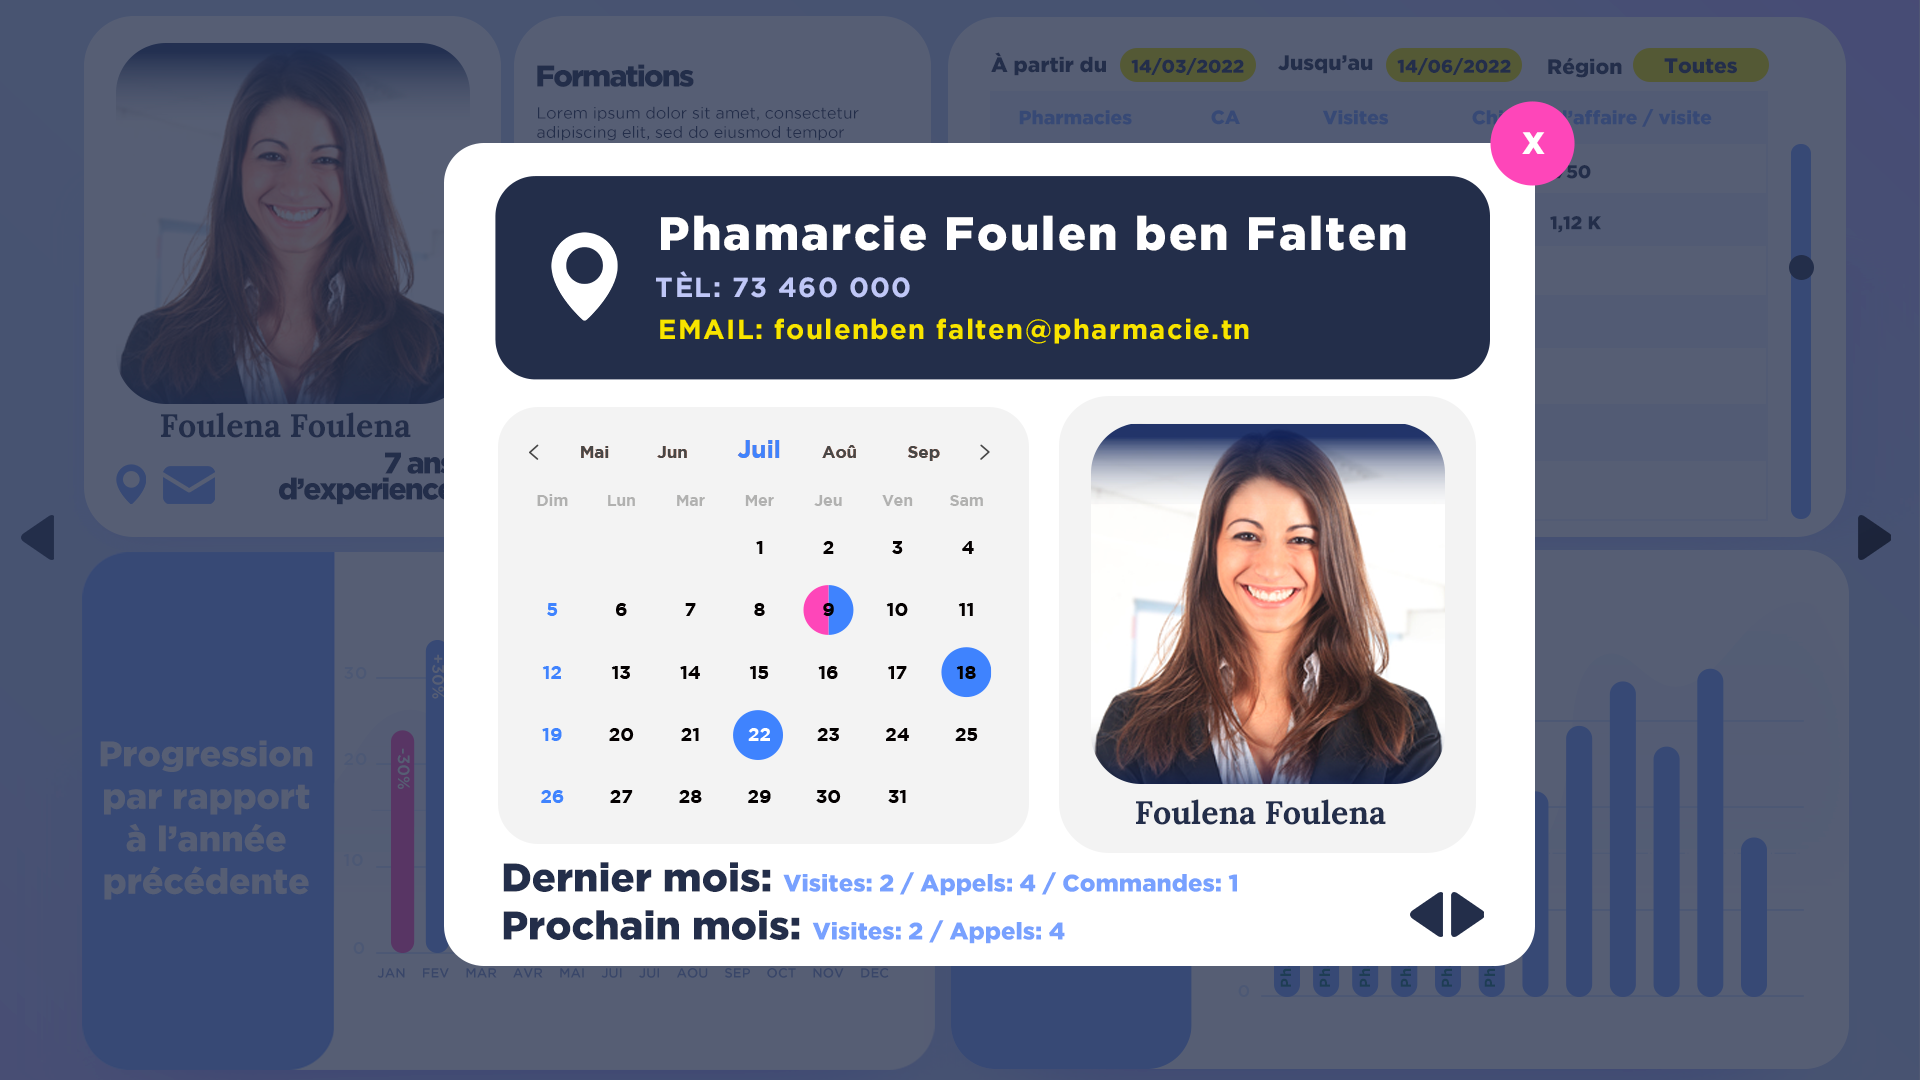 Formations
Lorem ipsum dolor sit amet, consectetur
adipiscing elit, sed do eiusmod tempor
À partir du 14/03/2022 Jusqu'au 14/06/2022 Région Toutes
Pharmacies CA Visites Ch 'affaire / visite
50
1,12 K
Foulena Foulena
7 ans
d'experience
X
Phamarcie Foulen ben Falten
TÈL: 73 460 000
EMAIL: foulenben falten@pharmacie.tn
Mai Jun Juil Aoû Sep
Dim Lun Mar Mer Jeu Ven Sam
1 2 3 4
5 6 7 8 9 10 11
12 13 14 15 16 17 18
19 20 21 22 23 24 25
26 27 28 29 30 31
Foulena Foulena
Dernier mois: Visites: 2 / Appels: 4 / Commandes: 1
Prochain mois: Visites: 2 / Appels: 4
Progression
par rapport
à l'année
précédente
30
20
10
0
-30%
+30%
JAN FEV MAR AVR MAI JUI JUI AOU SEP OCT NOV DEC
0
Ph Ph Ph Ph Ph Ph